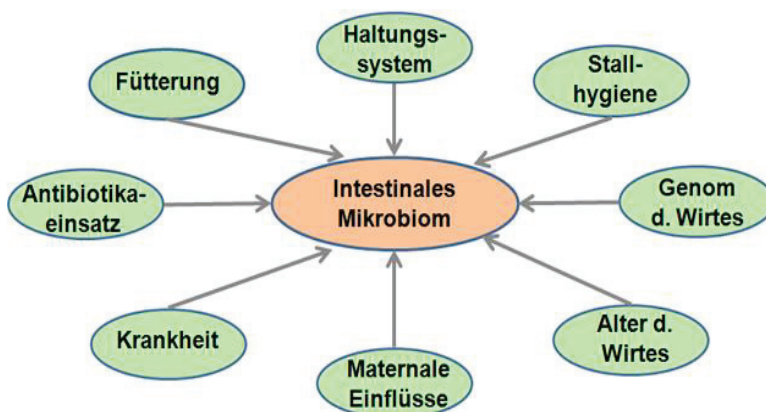 Haltungs-
system
Fütterung
Stall-
hygiene
Antibiotika-
einsatz
Intestinales
Mikrobiom
Genom
d. Wirtes
Krankheit
Maternale
Einflüsse
Alter d.
Wirtes